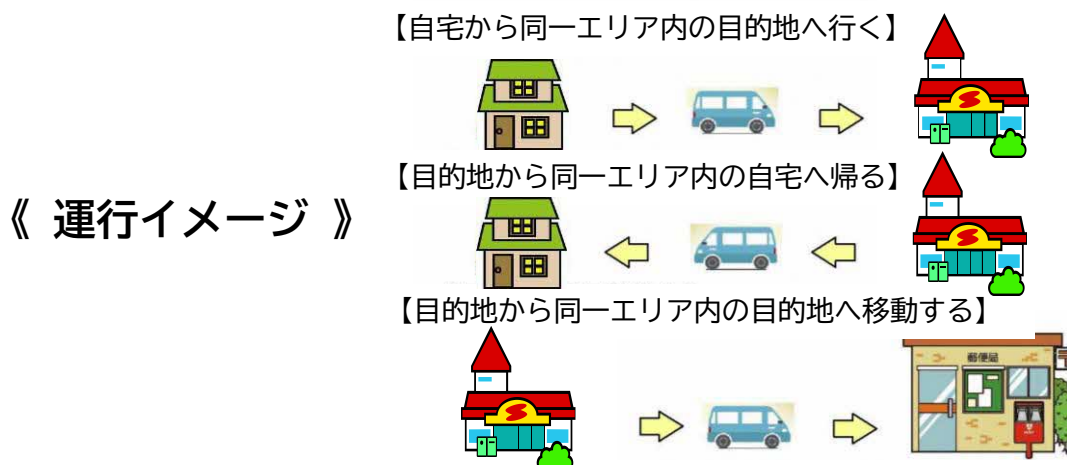 【自宅から同一エリア内の目的地へ行く】
【目的地から同一エリア内の自宅へ帰る】
《 運行イメージ 》
【目的地から同一エリア内の目的地へ移動する】
郵便局